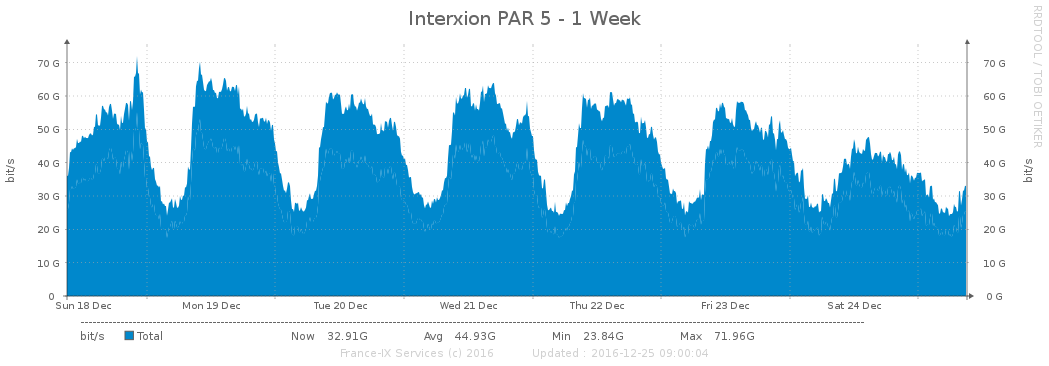 Interxion PAR 5 - 1 Week
RRDTOOL / TOBI OETIKER
bit/s
bit/s
70 G 70 G
60 G 60 G
50 G 50 G
40 G 40 G
30 G 30 G
20 G 20 G
10 G 10 G
0 0 G
Sun 18 Dec Mon 19 Dec Tue 20 Dec Wed 21 Dec Thu 22 Dec Fri 23 Dec Sat 24 Dec
bit/s Total Now 32.91G Avg 44.93G Min 23.84G Max 71.96G
France-IX Services (c) 2016 Updated : 2016-12-25 09:00:04